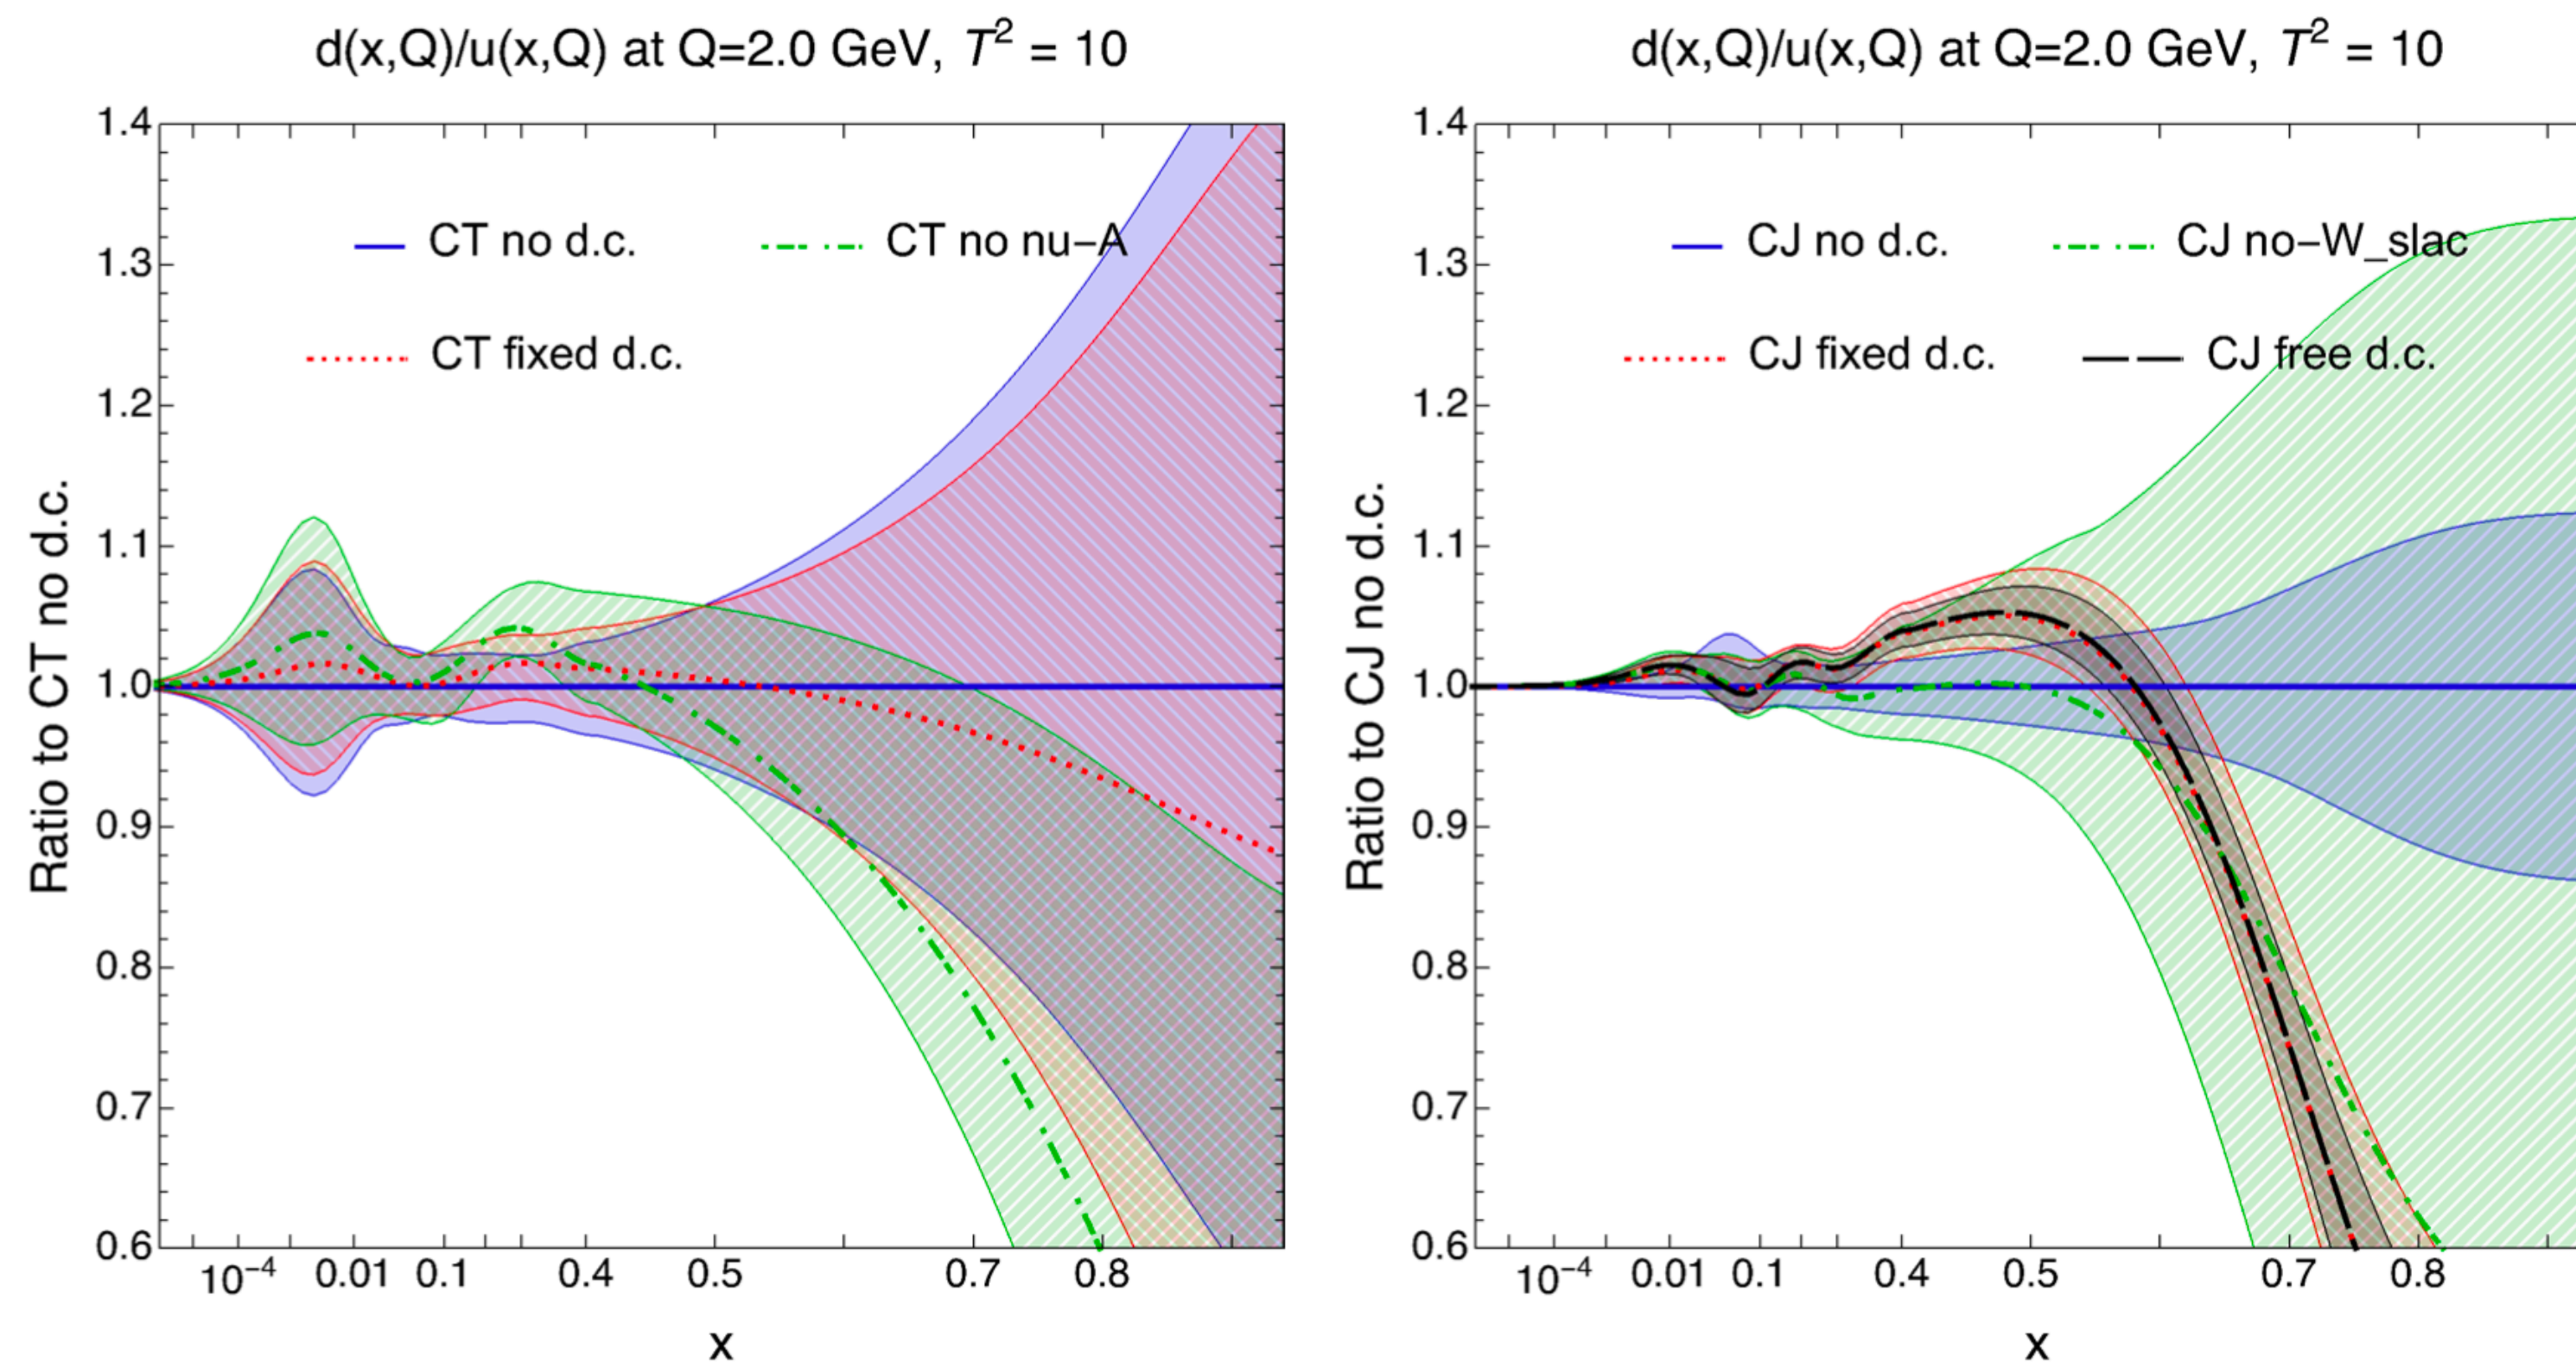 d(x,Q)/u(x,Q) at Q=2.0 GeV, T² = 10
Ratio to CT no d.c.
1.4
1.3
1.2
1.1
1.0
0.9
0.8
0.7
0.6
CT no d.c.
CT no nu−A
CT fixed d.c.
10⁻⁴ 0.01 0.1 0.4 0.5 0.7 0.8
x
d(x,Q)/u(x,Q) at Q=2.0 GeV, T² = 10
Ratio to CJ no d.c.
1.4
1.3
1.2
1.1
1.0
0.9
0.8
0.7
0.6
CJ no d.c.
CJ no−W_slac
CJ fixed d.c.
CJ free d.c.
10⁻⁴ 0.01 0.1 0.4 0.5 0.7 0.8
x